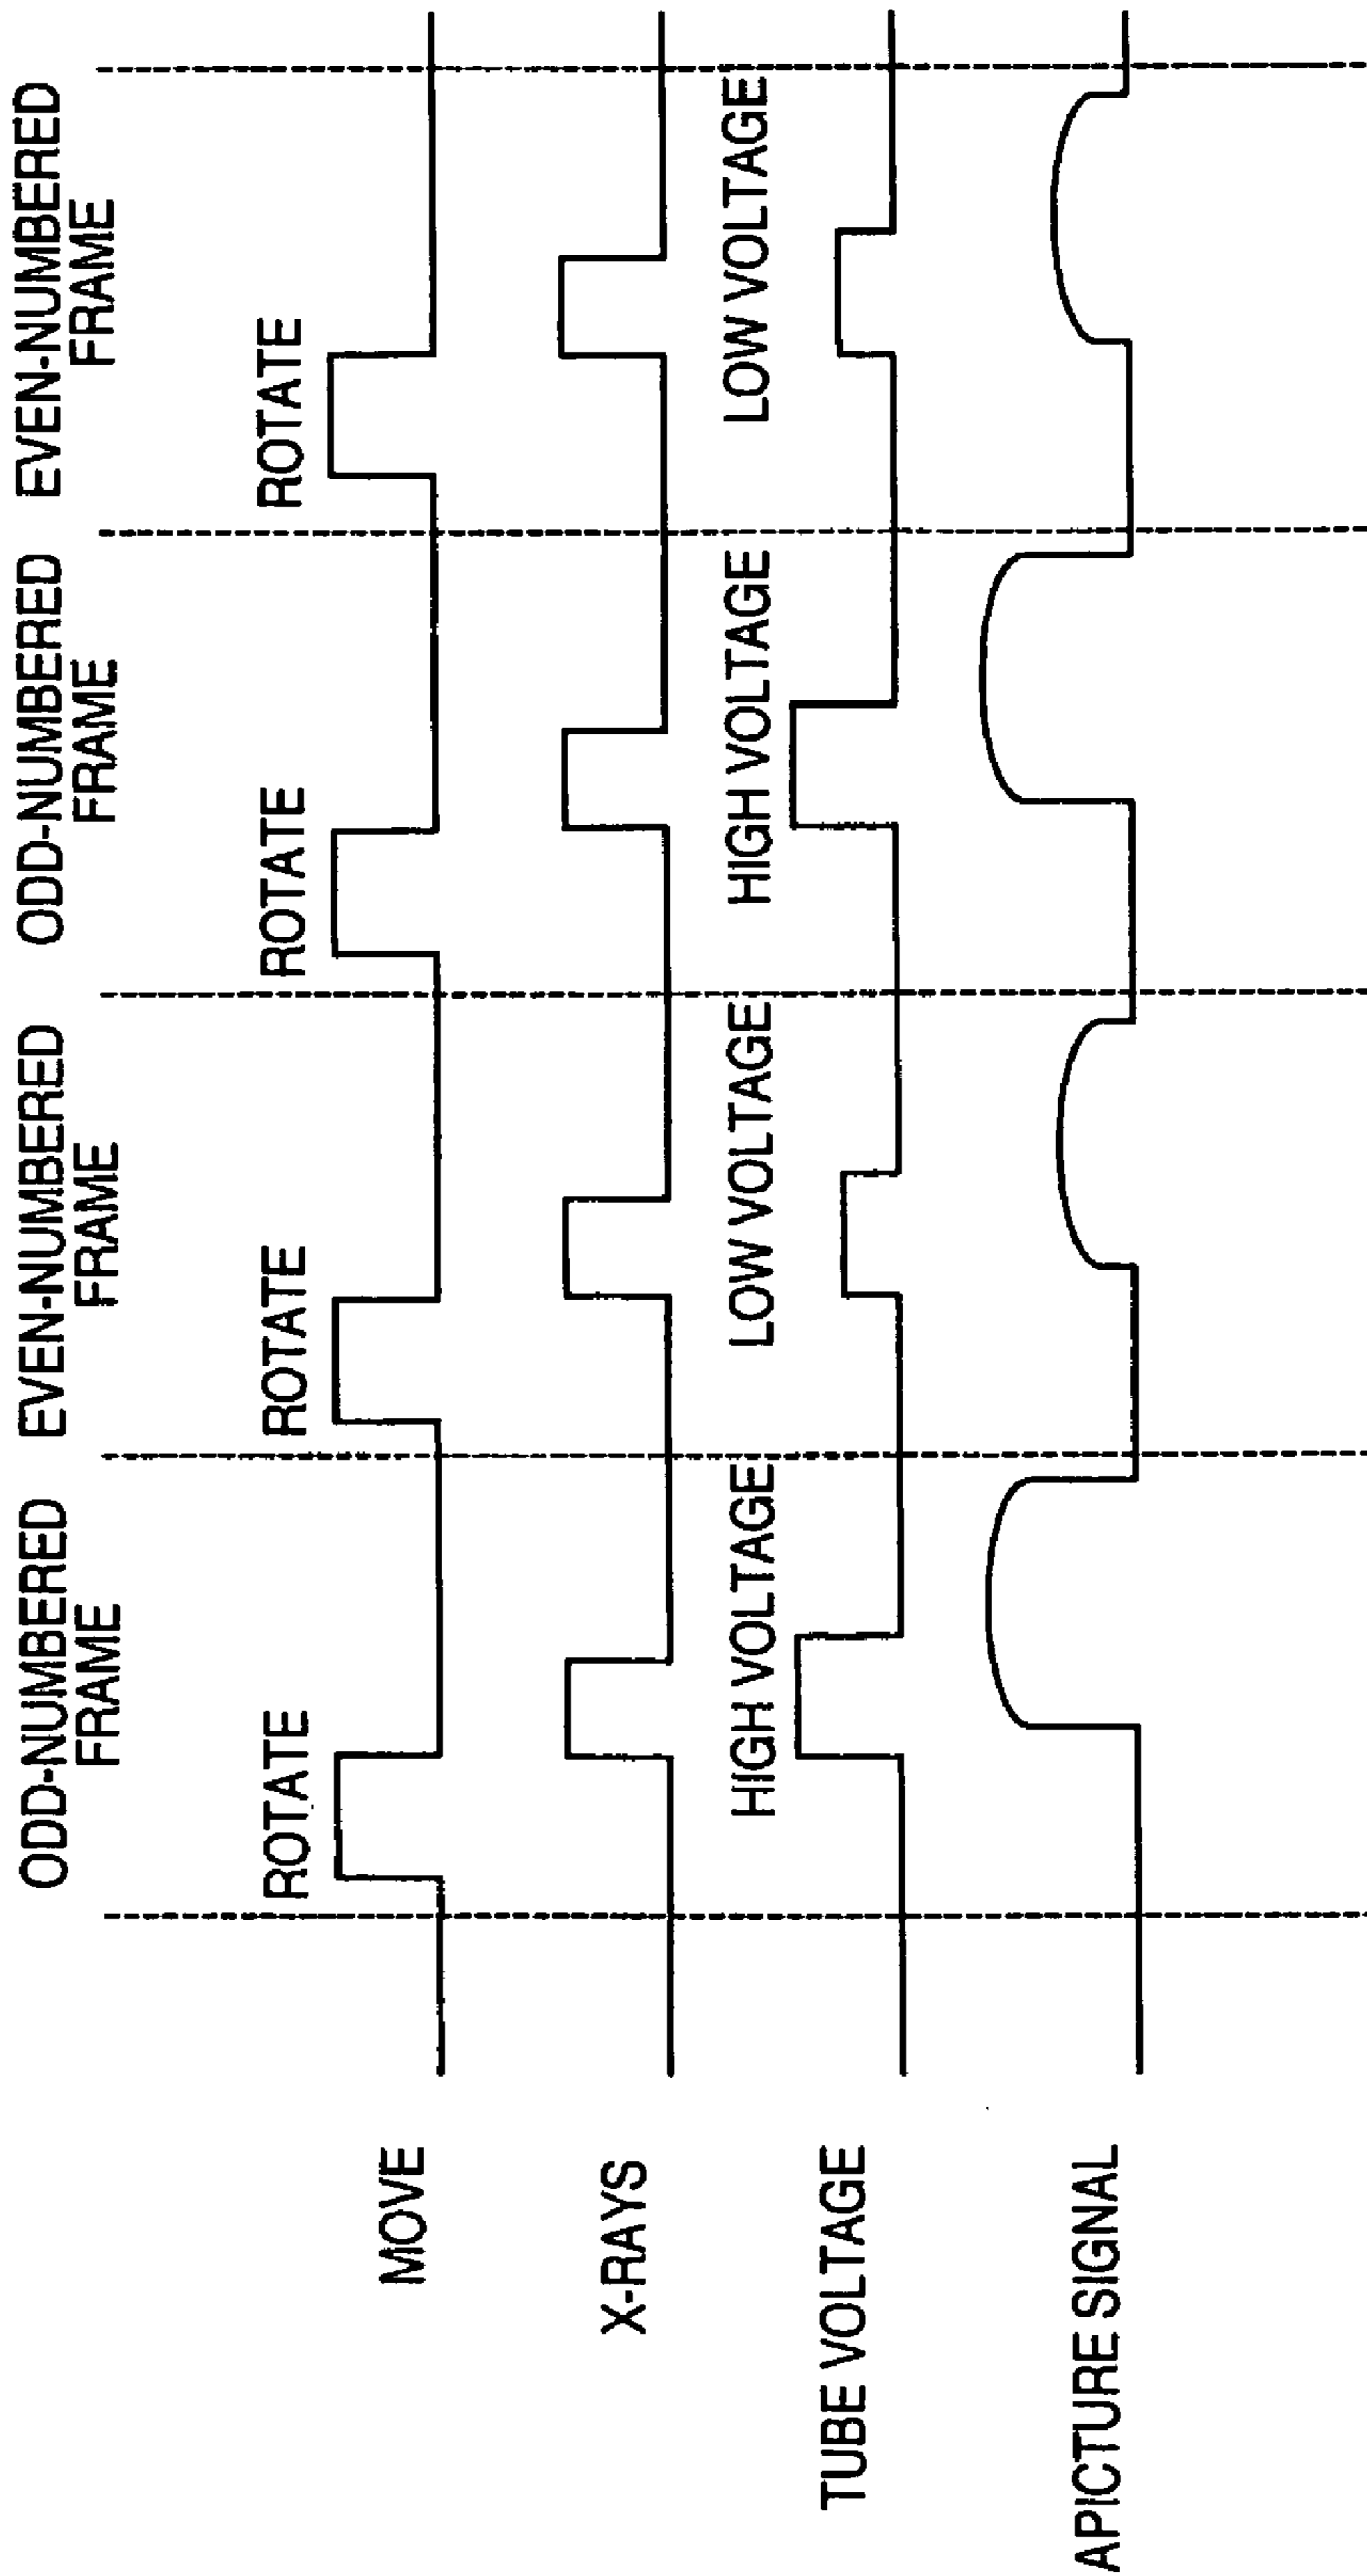 ODD-NUMBERED
FRAME
EVEN-NUMBERED
FRAME
ODD-NUMBERED
FRAME
EVEN-NUMBERED
FRAME
MOVE
ROTATE
ROTATE
ROTATE
ROTATE
X-RAYS
TUBE VOLTAGE
HIGH VOLTAGE
LOW VOLTAGE
HIGH VOLTAGE
LOW VOLTAGE
APICTURE SIGNAL